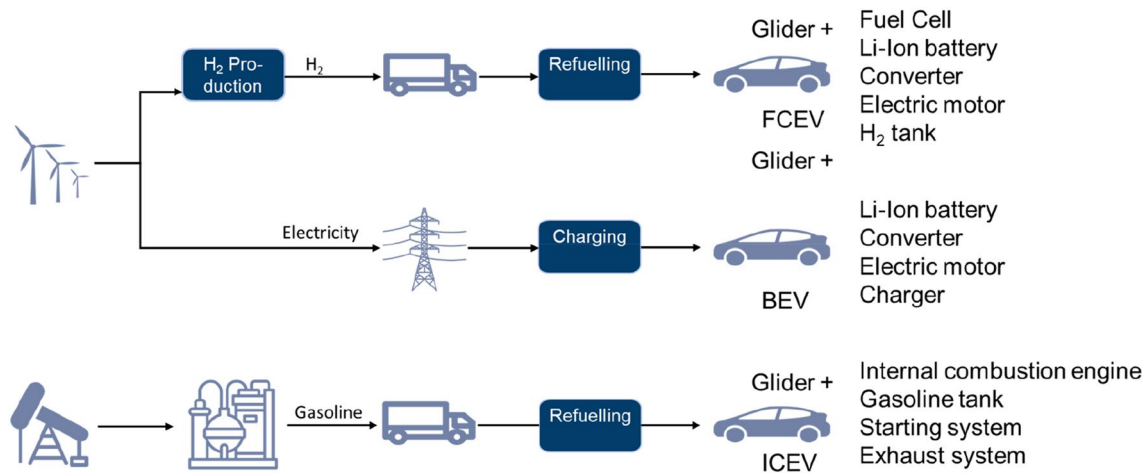 Glider +
Fuel Cell
Li-Ion battery
Converter
Electric motor
H₂ tank
H₂ Pro-
duction
H₂
Refuelling
FCEV
Glider +
Electricity
Charging
BEV
Li-Ion battery
Converter
Electric motor
Charger
Glider +
Internal combustion engine
Gasoline tank
Starting system
Exhaust system
Gasoline
Refuelling
ICEV